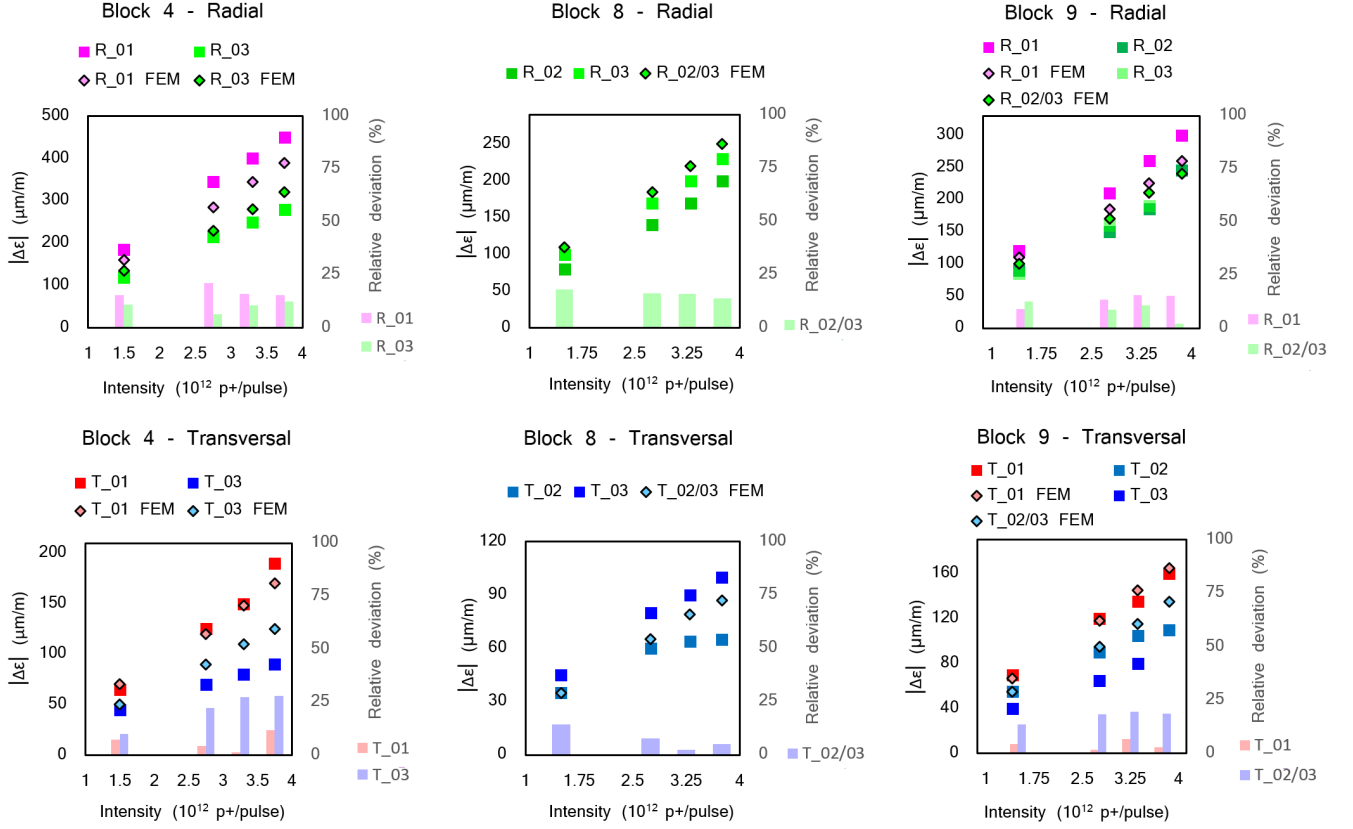 Block 4 - Radial
R_01
R_03
R_01 FEM
R_03 FEM
|Δε| (μm/m)
500
400
300
200
100
0
100
75
50
25
0
Relative deviation (%)
R_01
R_03
1 1.5 2 2.5 3 3.5 4
Intensity (10¹² p+/pulse)
Block 8 - Radial
R_02
R_03
R_02/03 FEM
|Δε| (μm/m)
250
200
150
100
50
0
100
75
50
25
0
Relative deviation (%)
R_02/03
1 1.75 2.5 3.25 4
Intensity (10¹² p+/pulse)
Block 9 - Radial
R_01
R_02
R_01 FEM
R_03
R_02/03 FEM
|Δε| (μm/m)
300
250
200
150
100
50
0
100
75
50
25
0
Relative deviation (%)
R_01
R_02/03
1 1.75 2.5 3.25 4
Intensity (10¹² p+/pulse)
Block 4 - Transversal
T_01
T_03
T_01 FEM
T_03 FEM
|Δε| (μm/m)
200
150
100
50
0
100
75
50
25
0
Relative deviation (%)
T_01
T_03
1 1.5 2 2.5 3 3.5 4
Intensity (10¹² p+/pulse)
Block 8 - Transversal
T_02
T_03
T_02/03 FEM
|Δε| (μm/m)
120
90
60
30
0
100
75
50
25
0
Relative deviation (%)
T_02/03
1 1.75 2.5 3.25 4
Intensity (10¹² p+/pulse)
Block 9 - Transversal
T_01
T_02
T_01 FEM
T_03
T_02/03 FEM
|Δε| (μm/m)
160
120
80
40
0
100
75
50
25
0
Relative deviation (%)
T_01
T_02/03
1 1.75 2.5 3.25 4
Intensity (10¹² p+/pulse)